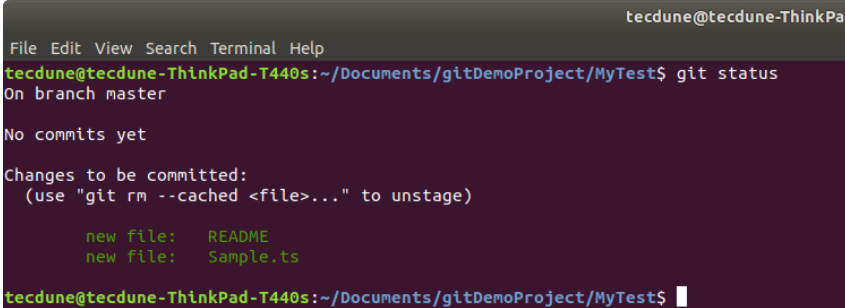 tecdune@tecdune-ThinkPa
File Edit View Search Terminal Help
tecdune@tecdune-ThinkPad-T440s:~/Documents/gitDemoProject/MyTest$ git status
On branch master
No commits yet
Changes to be committed:
  (use "git rm --cached <file>..." to unstage)
        new file:   README
        new file:   Sample.ts
tecdune@tecdune-ThinkPad-T440s:~/Documents/gitDemoProject/MyTest$